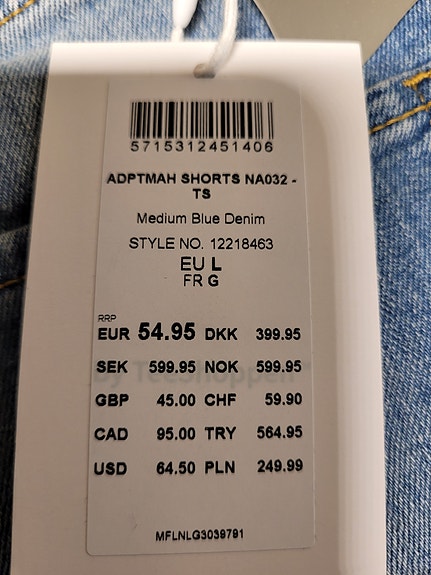 5715312451406
ADPTMAH SHORTS NA032 -
TS
Medium Blue Denim
STYLE NO. 12218463
EU L
FR G
RRP
EUR 54.95 DKK 399.95
SEK 599.95 NOK 599.95
By TeeShoppen
GBP 45.00 CHF 59.90
CAD 95.00 TRY 564.95
USD 64.50 PLN 249.99
MFLNLG3039791